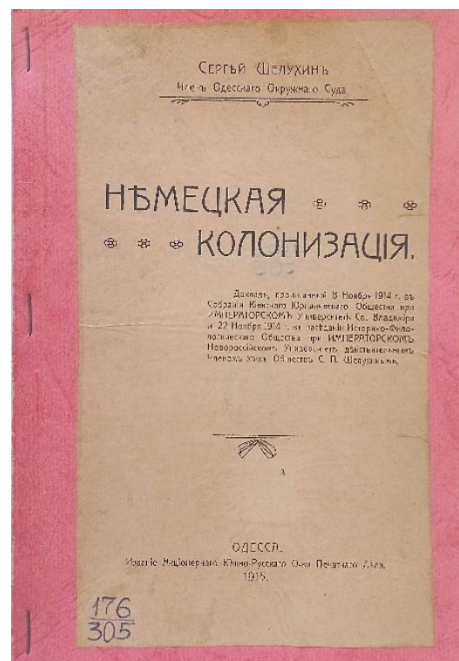 Сергѣй Шелухинъ
Членъ Одесскаго Окружнаго Суда
НѢМЕЦКАЯ
КОЛОНИЗАЦІЯ.
Докладъ, прочитанный 8 Ноября 1914 г. въ
Собраніи Кіевскаго Юридическаго Общества при
ИМПЕРАТОРСКОМЪ Университетѣ Св. Владиміра
и 22 Ноября 1914 г. въ засѣданіи Историко-Фило-
логическаго Общества при ИМПЕРАТОРСКОМЪ
Новороссійскомъ Университетѣ дѣйствительнымъ
членомъ этихъ Обществъ С. П. Шелухинымъ.
ОДЕССА.
Изданіе Акціонернаго Южно-Русскаго О-ва Печатнаго Дѣла.
1915.
176
305